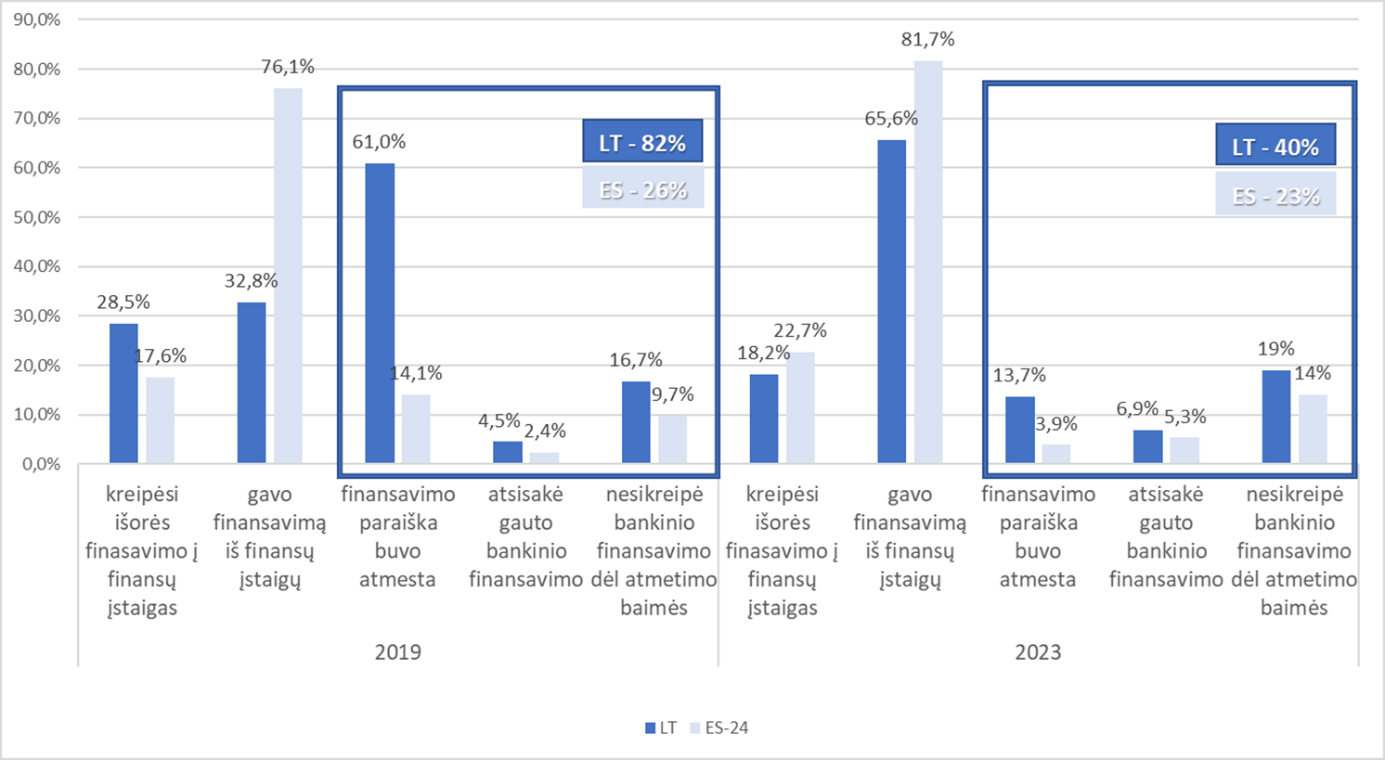 90,0%
80,0%
70,0%
60,0%
50,0%
40,0%
30,0%
20,0%
10,0%
0,0%
28,5%
17,6%
32,8%
76,1%
61,0%
14,1%
4,5%
2,4%
16,7%
9,7%
LT - 82%
ES - 26%
18,2%
22,7%
65,6%
81,7%
13,7%
3,9%
6,9%
5,3%
19%
14%
LT - 40%
ES - 23%
kreipėsi
išorės
finasavimo į
finansų
įstaigas
gavo
finansavimą
iš finansų
įstaigų
finansavimo
paraiška
buvo
atmesta
atsisakė
gauto
bankinio
finansavimo
nesikreipė
bankinio
finansavimo
dėl atmetimo
baimės
kreipėsi
išorės
finasavimo į
finansų
įstaigas
gavo
finansavimą
iš finansų
įstaigų
finansavimo
paraiška
buvo
atmesta
atsisakė
gauto
bankinio
finansavimo
nesikreipė
bankinio
finansavimo
dėl atmetimo
baimės
2019
2023
LT
ES-24